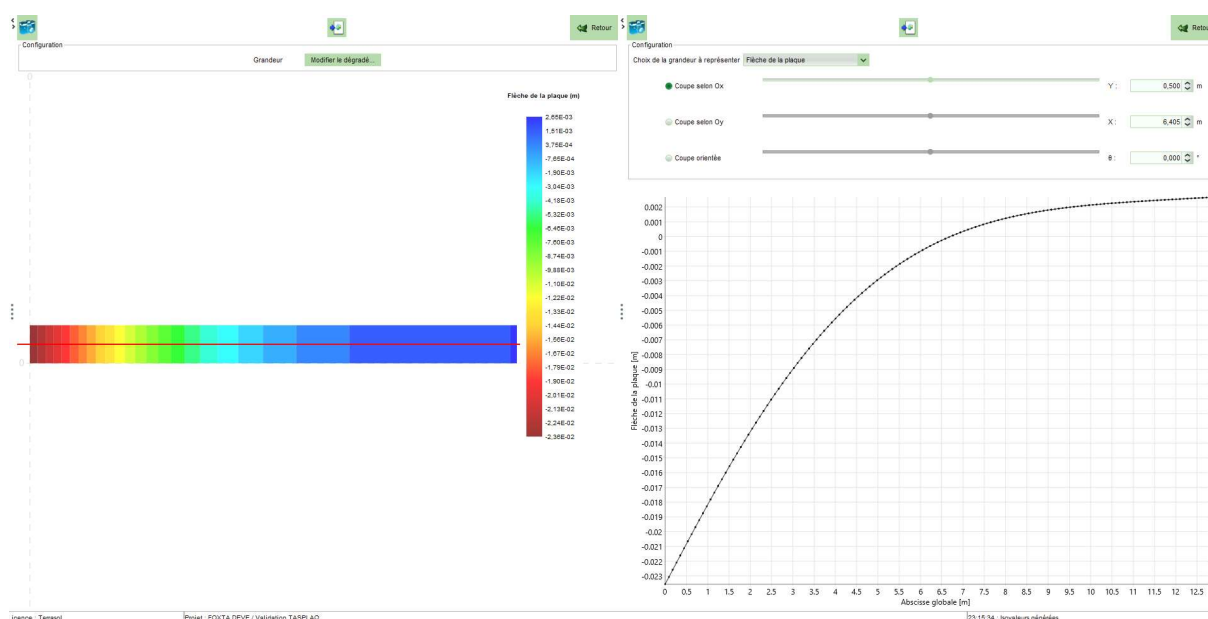 Retour
Configuration
Grandeur Modifier le dégradé...
0
Flèche de la plaque (m)
2,65E-03
1,51E-03
3,75E-04
-7,65E-04
-1,90E-03
-3,04E-03
-4,18E-03
-5,32E-03
-6,46E-03
-7,60E-03
-8,74E-03
-9,88E-03
-1,10E-02
-1,22E-02
-1,33E-02
-1,44E-02
-1,56E-02
-1,67E-02
-1,79E-02
-1,90E-02
-2,01E-02
-2,13E-02
-2,24E-02
-2,36E-02
0
Retour
Configuration
Choix de la grandeur à représenter Flèche de la plaque
Coupe selon Ox Y : 0,500 m
Coupe selon Oy X : 6,405 m
Coupe orientée θ : 0,000 °
0.002
0.001
0
-0.001
-0.002
-0.003
-0.004
-0.005
-0.006
-0.007
-0.008
-0.009
-0.01
-0.011
-0.012
-0.013
-0.014
-0.015
-0.016
-0.017
-0.018
-0.019
-0.02
-0.021
-0.022
-0.023
Flèche de la plaque [m]
0 0.5 1 1.5 2 2.5 3 3.5 4 4.5 5 5.5 6 6.5 7 7.5 8 8.5 9 9.5 10 10.5 11 11.5 12 12.5
Abscisse globale [m]
: Terrasol
Projet : FOXTA DEVE / Validation TASPLAQ
23:15:34 : Isovaleurs générées